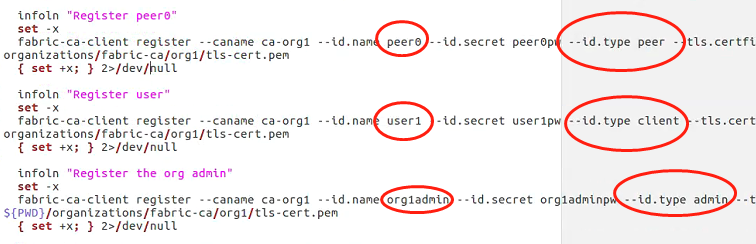 infoln "Register peer0"
set -x
fabric-ca-client register --caname ca-org1 --id.name peer0 --id.secret peer0pw --id.type peer --tls.certfi
organizations/fabric-ca/org1/tls-cert.pem
{ set +x; } 2>/dev/null
infoln "Register user"
set -x
fabric-ca-client register --caname ca-org1 --id.name user1 --id.secret user1pw --id.type client --tls.cert
organizations/fabric-ca/org1/tls-cert.pem
{ set +x; } 2>/dev/null
infoln "Register the org admin"
set -x
fabric-ca-client register --caname ca-org1 --id.name org1admin --id.secret org1adminpw --id.type admin --t
${PWD}/organizations/fabric-ca/org1/tls-cert.pem
{ set +x; } 2>/dev/null